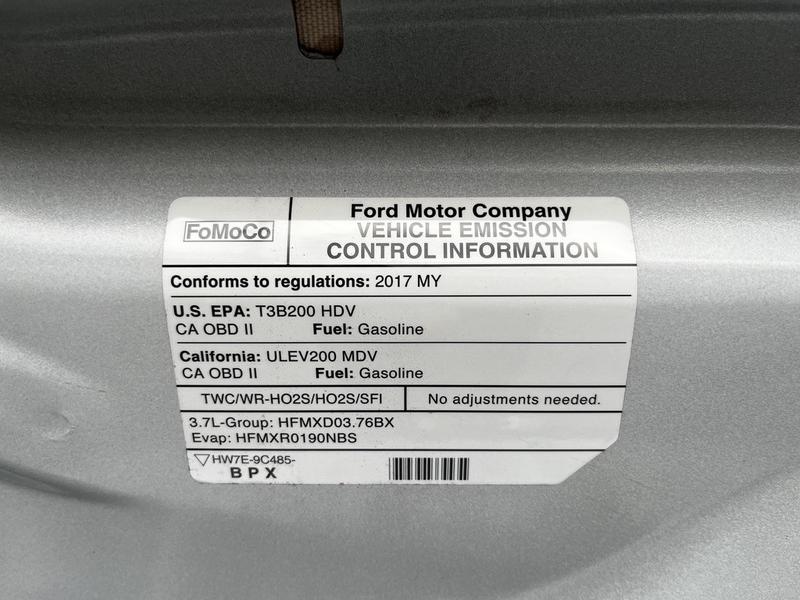 FoMoCo
Ford Motor Company
VEHICLE EMISSION
CONTROL INFORMATION
Conforms to regulations: 2017 MY
U.S. EPA: T3B200 HDV
CA OBD II Fuel: Gasoline
California: ULEV200 MDV
CA OBD II Fuel: Gasoline
TWC/WR-HO2S/HO2S/SFI
No adjustments needed.
3.7L-Group: HFMXD03.76BX
Evap: HFMXR0190NBS
HW7E-9C485-
BPX